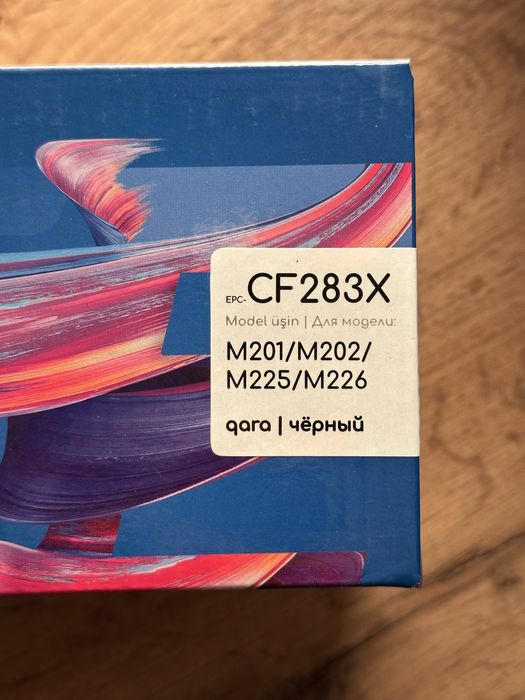 EPC-CF283X
Model üşin | Для модели:
M201/M202/
M225/M226
qara | чёрный